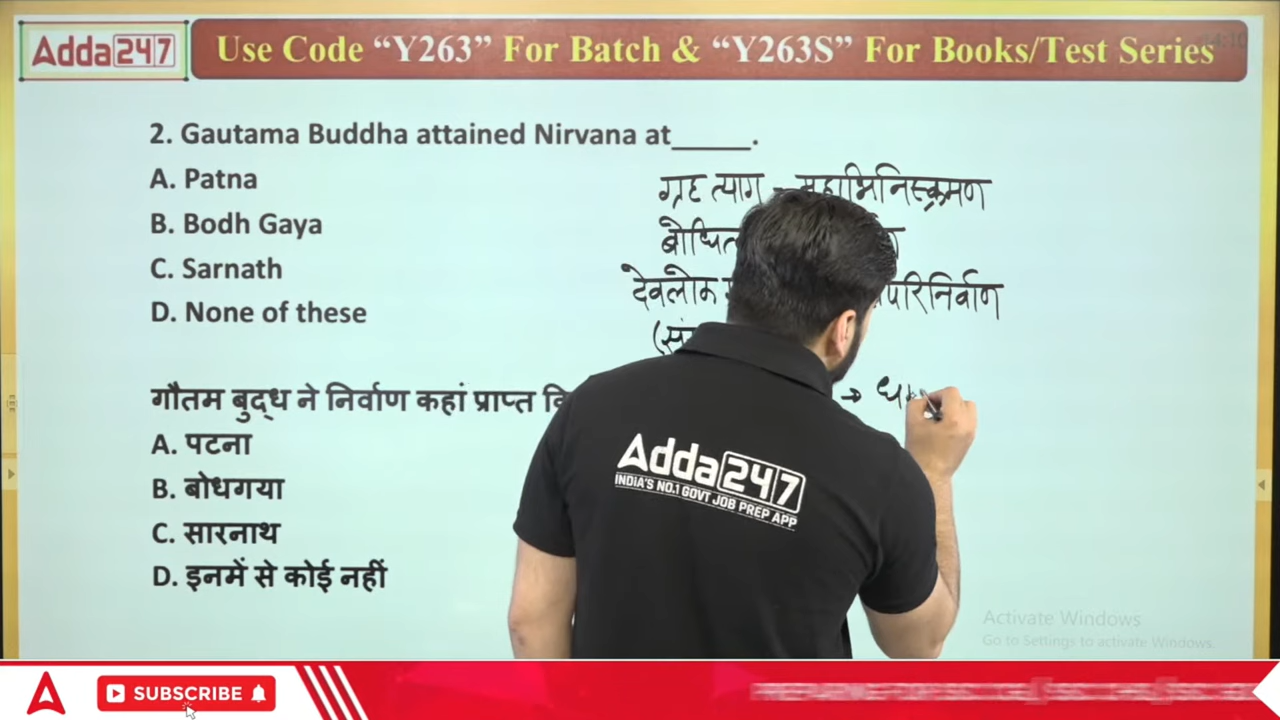 Adda247
Use Code “Y263” For Batch & “Y263S” For Books/Test Series
2. Gautama Buddha attained Nirvana at_____.
A. Patna
B. Bodh Gaya
C. Sarnath
D. None of these
ग्रह त्याग - महाभिनिस्क्रमण
देवलोक
परिनिर्वाण
गौतम बुद्ध ने निर्वाण कहां प्राप्त
A. पटना
B. बोधगया
C. सारनाथ
D. इनमें से कोई नहीं
Adda247
INDIA'S NO.1 GOVT JOB PREP APP
Activate Windows
Go to Settings to activate Windows.
SUBSCRIBE